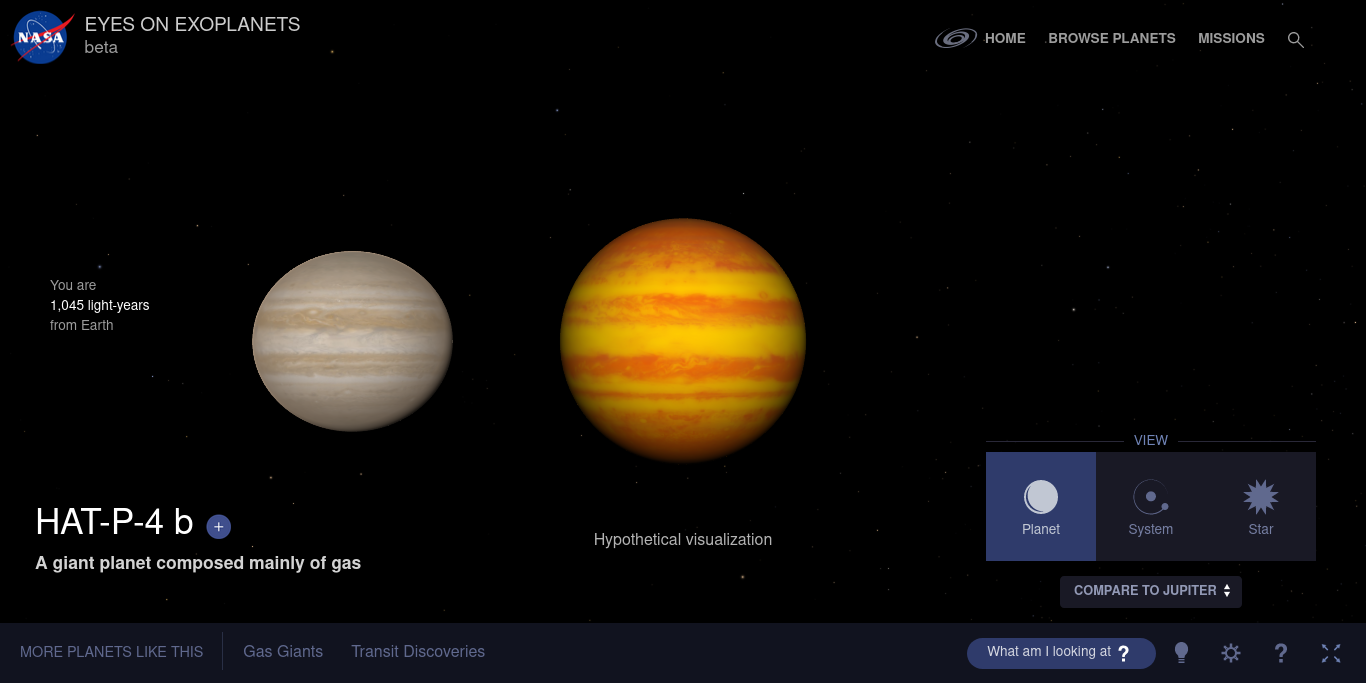 NASA
EYES ON EXOPLANETS
beta
HOME
BROWSE PLANETS
MISSIONS
You are
1,045 light-years
from Earth
HAT-P-4 b +
A giant planet composed mainly of gas
Hypothetical visualization
VIEW
Planet
System
Star
COMPARE TO JUPITER
MORE PLANETS LIKE THIS
Gas Giants
Transit Discoveries
What am I looking at ?
?